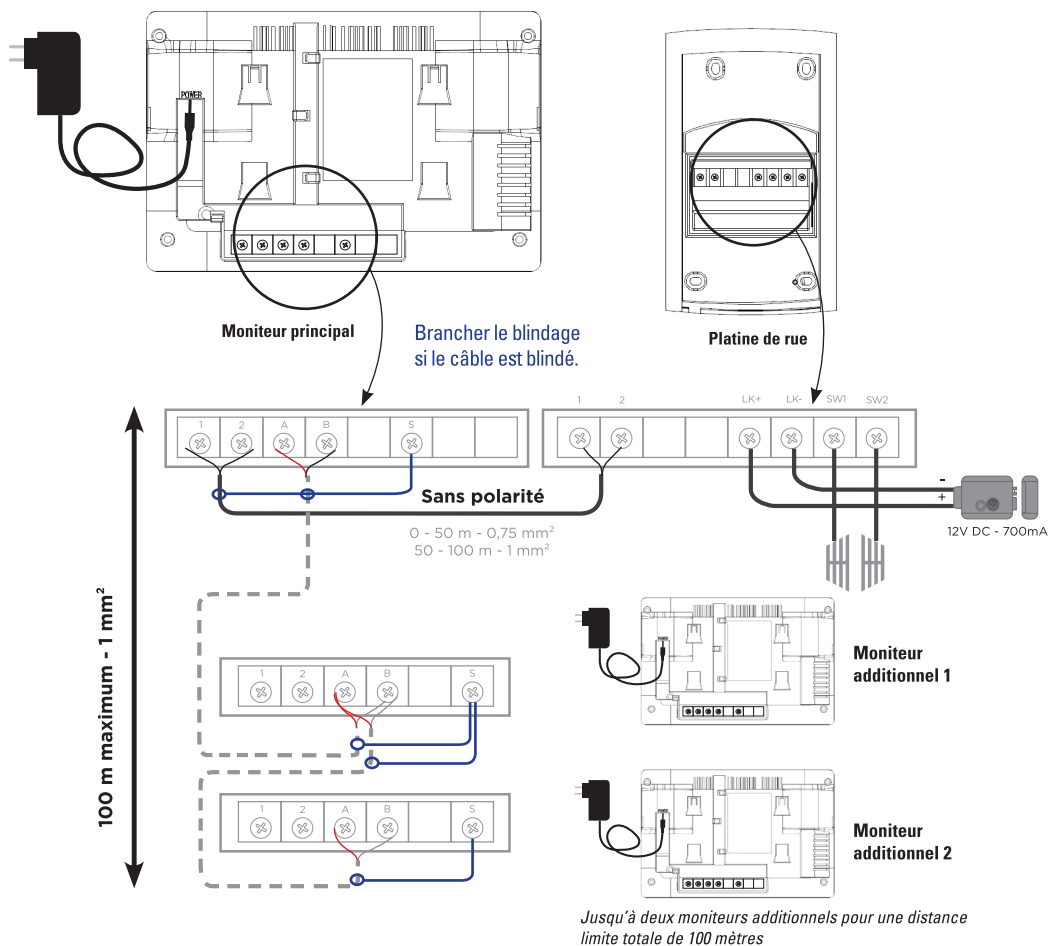 POWER
Moniteur principal
Platine de rue
Brancher le blindage
si le câble est blindé.
1 2 A B S
1 2 LK+ LK- SW1 SW2
Sans polarité
0 - 50 m - 0,75 mm²
50 - 100 m - 1 mm²
-
+
12V DC - 700mA
100 m maximum - 1 mm²
1 2 A B S
POWER
Moniteur
additionnel 1
1 2 A B S
POWER
Moniteur
additionnel 2
Jusqu'à deux moniteurs additionnels pour une distance
limite totale de 100 mètres